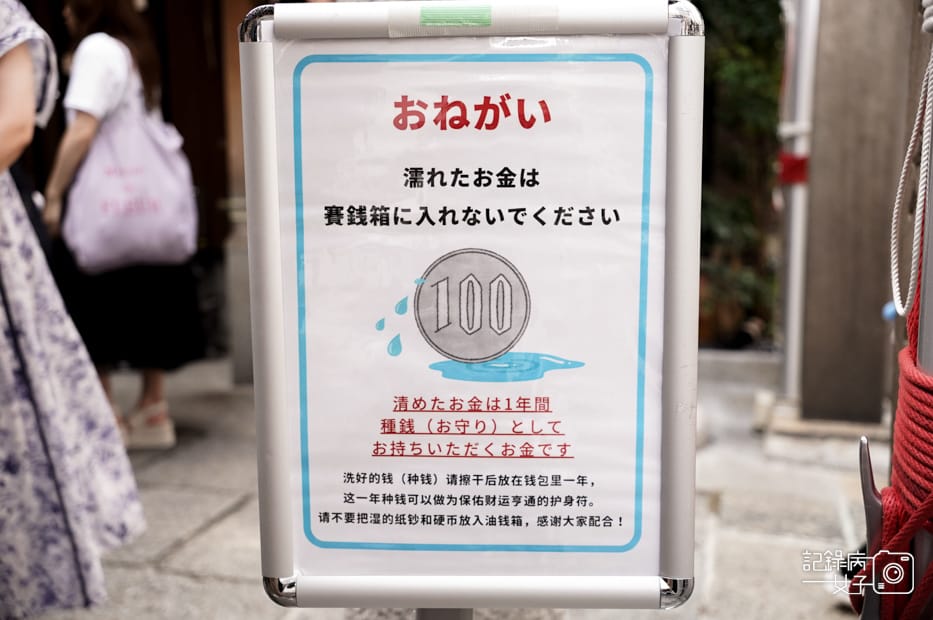 おねがい
濡れたお金は
賽銭箱に入れないでください
100
清めたお金は1年間
種銭（お守り）として
お持ちいただくお金です
洗好的钱（种钱）请擦干后放在钱包里一年，
这一年种钱可以做为保佑财运亨通的护身符。
请不要把湿的纸钞和硬币放入油钱箱，感谢大家配合！
記錄病
女子